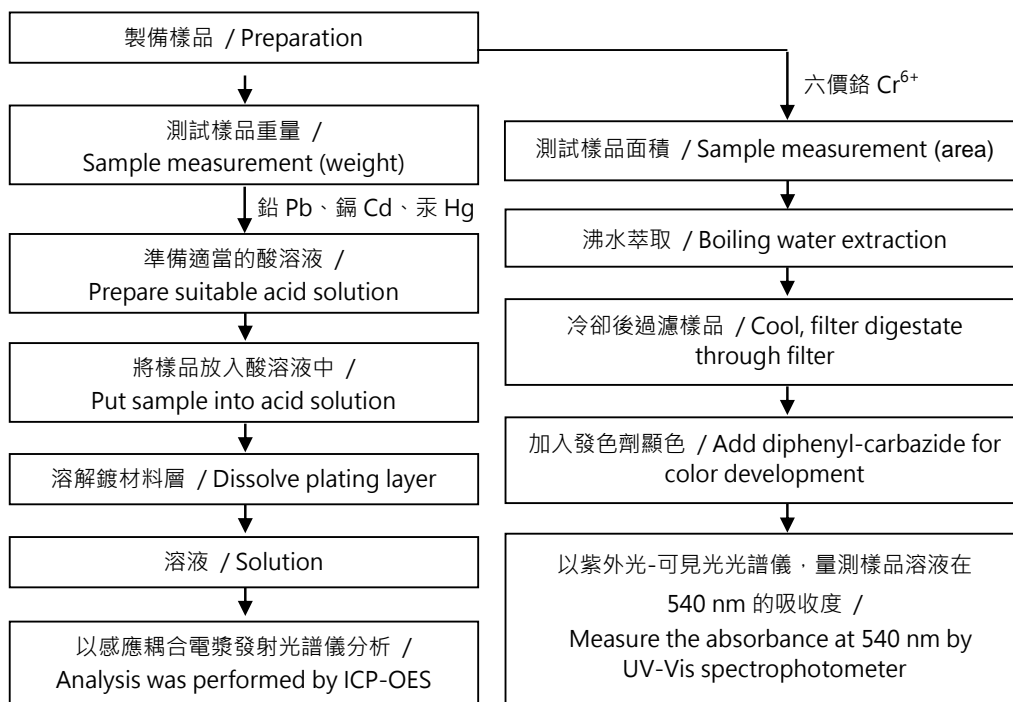 製備樣品 / Preparation
測試樣品重量 /
Sample measurement (weight)
鉛 Pb、鎘 Cd、汞 Hg
準備適當的酸溶液 /
Prepare suitable acid solution
將樣品放入酸溶液中 /
Put sample into acid solution
溶解鍍材料層 / Dissolve plating layer
溶液 / Solution
以感應耦合電漿發射光譜儀分析 /
Analysis was performed by ICP-OES
六價鉻 Cr⁶⁺
測試樣品面積 / Sample measurement (area)
沸水萃取 / Boiling water extraction
冷卻後過濾樣品 / Cool, filter digestate
through filter
加入發色劑顯色 / Add diphenyl-carbazide for
color development
以紫外光-可見光光譜儀，量測樣品溶液在
540 nm 的吸收度 /
Measure the absorbance at 540 nm by
UV-Vis spectrophotometer